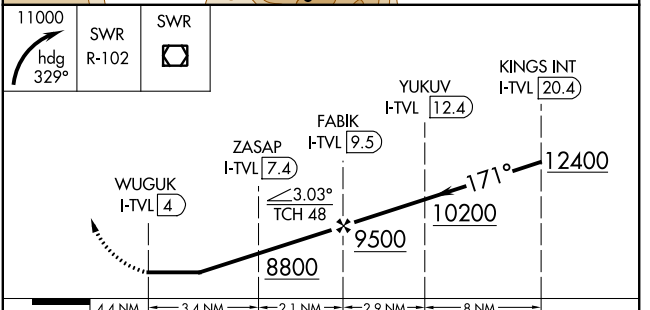 11000
hdg
329°
SWR
R-102
SWR
KINGS INT
I-TVL 20.4
YUKUV
I-TVL 12.4
FABIK
I-TVL 9.5
ZASAP
I-TVL 7.4
WUGUK
I-TVL 4
3.03°
TCH 48
171°
12400
10200
9500
8800
4.4 NM
3.4 NM
2.1 NM
2.9 NM
8 NM